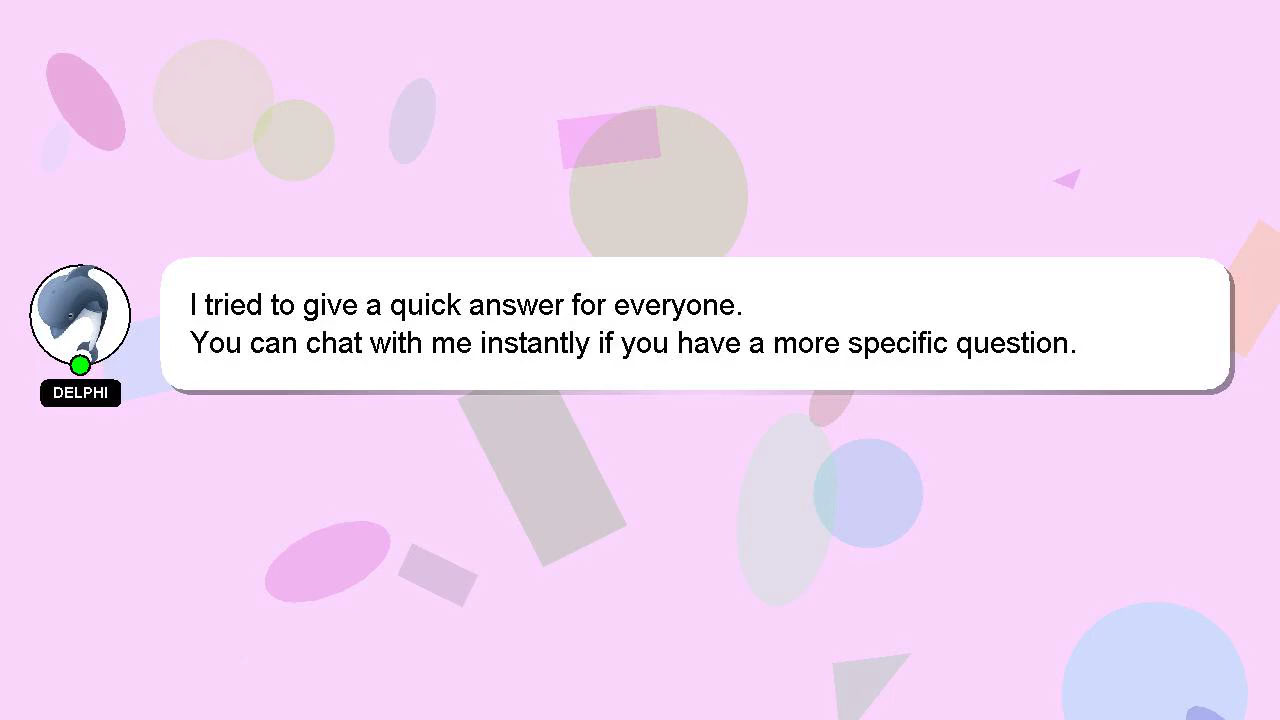 I tried to give a quick answer for everyone.
You can chat with me instantly if you have a more specific question.
DELPHI